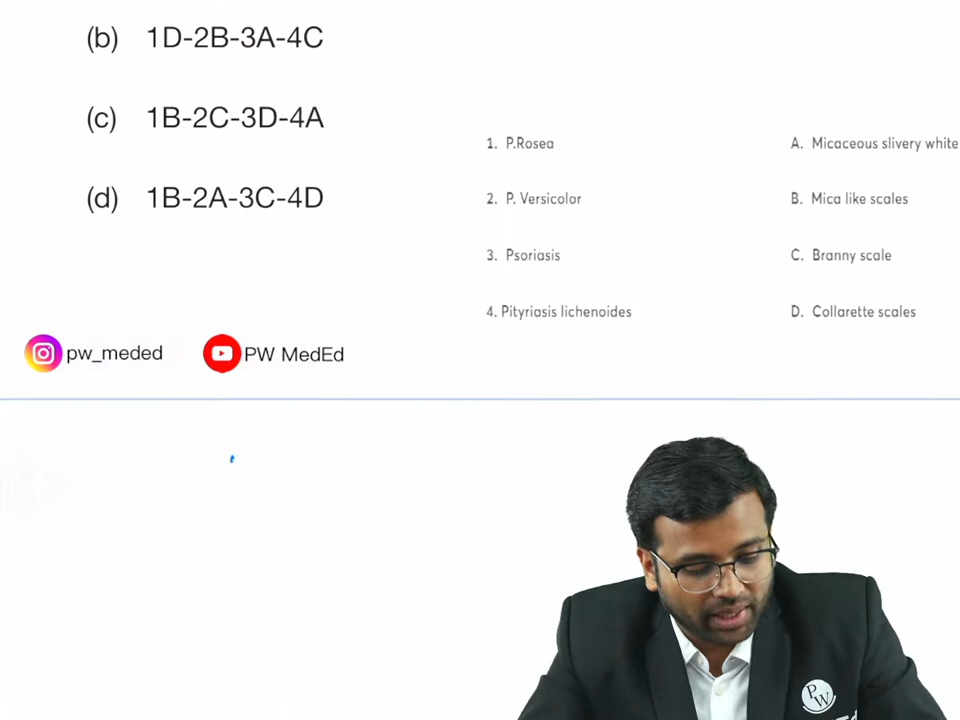 (b) 1D-2B-3A-4C
(c) 1B-2C-3D-4A
(d) 1B-2A-3C-4D
1. P.Rosea A. Micaceous slivery white
2. P. Versicolor B. Mica like scales
3. Psoriasis C. Branny scale
4. Pityriasis lichenoides D. Collarette scales
pw_meded PW MedEd
PW